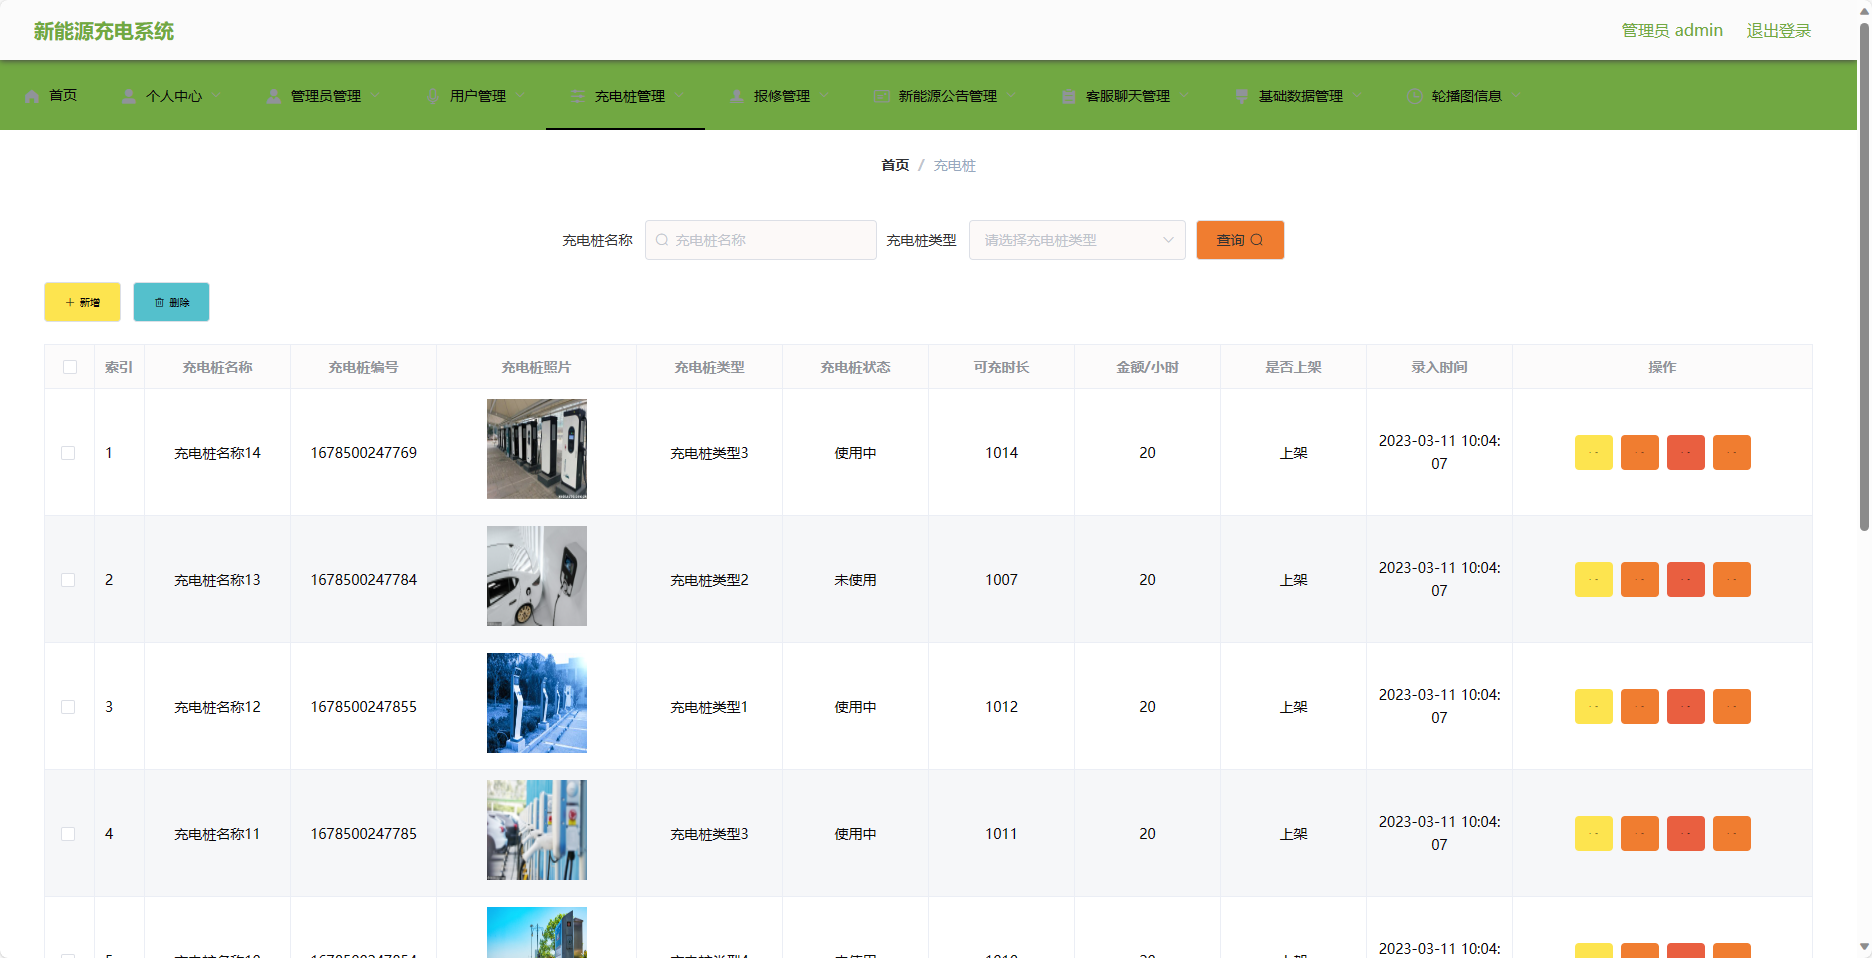 新能源充电系统
管理员 admin 退出登录
首页 个人中心 管理员管理 用户管理 充电桩管理 报修管理 新能源公告管理 客服聊天管理 基础数据管理 轮播图信息
首页 / 充电桩
充电桩名称 充电桩名称 充电桩类型 请选择充电桩类型 查询
+ 新增 删除
索引 充电桩名称 充电桩编号 充电桩照片 充电桩类型 充电桩状态 可充时长 金额/小时 是否上架 录入时间 操作
1 充电桩名称14 1678500247769 充电桩类型3 使用中 1014 20 上架 2023-03-11 10:04:
07
2 充电桩名称13 1678500247784 充电桩类型2 未使用 1007 20 上架 2023-03-11 10:04:
07
3 充电桩名称12 1678500247855 充电桩类型1 使用中 1012 20 上架 2023-03-11 10:04:
07
4 充电桩名称11 1678500247785 充电桩类型3 使用中 1011 20 上架 2023-03-11 10:04:
07
2023-03-11 10:04: